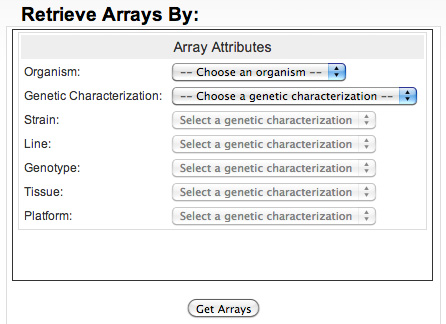 Retrieve Arrays By:
Array Attributes
Organism: -- Choose an organism --
Genetic Characterization: -- Choose a genetic characterization --
Strain: Select a genetic characterization
Line: Select a genetic characterization
Genotype: Select a genetic characterization
Tissue: Select a genetic characterization
Platform: Select a genetic characterization
Get Arrays